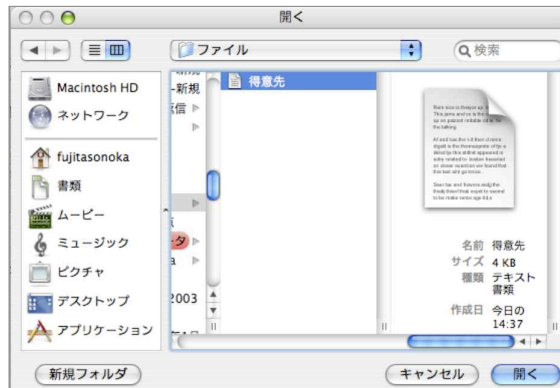 開く
ファイル
検索
Macintosh HD
ネットワーク
fujitasonoka
書類
ムービー
ミュージック
ピクチャ
デスクトップ
アプリケーション
-新規
返信
2003
得意先
名前 得意先
サイズ 4 KB
種類 テキスト
書類
作成日 今日の
14:37
新規フォルダ
キャンセル
開く